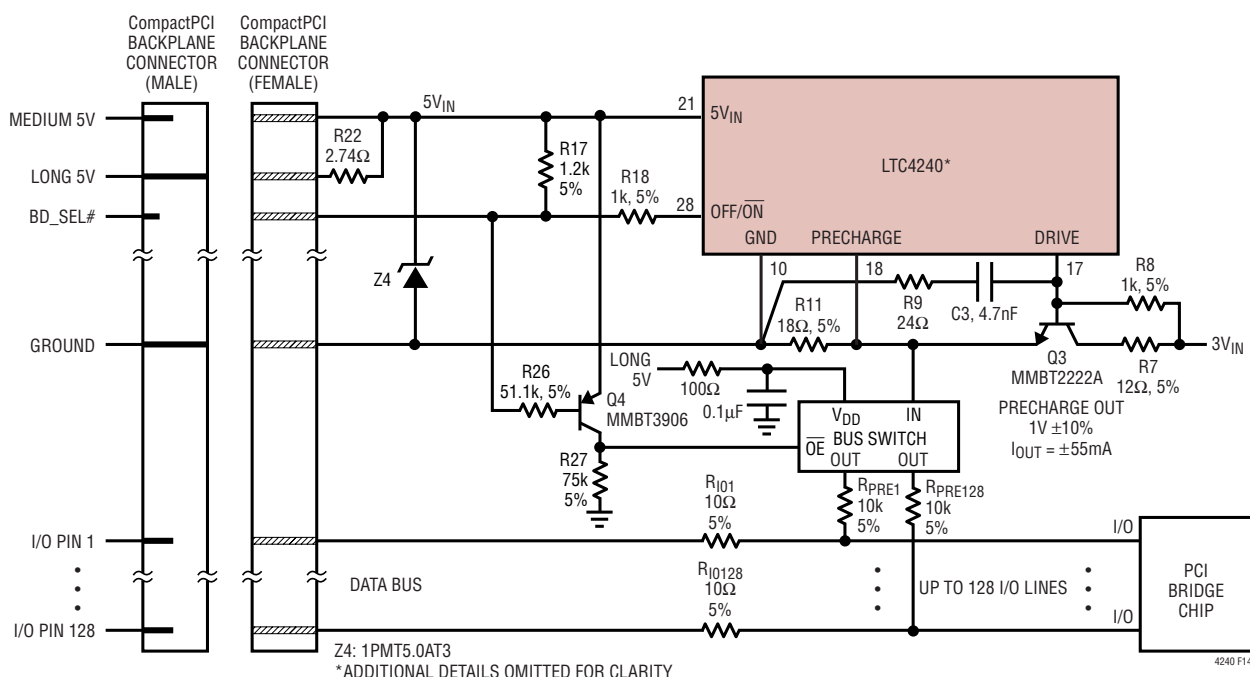 CompactPCI
BACKPLANE
CONNECTOR
(MALE)
CompactPCI
BACKPLANE
CONNECTOR
(FEMALE)
MEDIUM 5V
LONG 5V
BD_SEL#
GROUND
I/O PIN 1
I/O PIN 128
5VIN
R22
2.74Ω
R17
1.2k
5%
R18
1k, 5%
21
28
5VIN
LTC4240*
OFF/ON
GND
PRECHARGE
DRIVE
10
18
17
Z4
R11
18Ω, 5%
R9
24Ω
C3, 4.7nF
R8
1k, 5%
3VIN
Q3
MMBT2222A
R7
12Ω, 5%
PRECHARGE OUT
1V ±10%
IOUT = ±55mA
LONG
5V
100Ω
0.1µF
R26
51.1k, 5%
Q4
MMBT3906
R27
75k
5%
VDD
IN
BUS SWITCH
OE
OUT
OUT
RPRE1
10k
5%
RPRE128
10k
5%
RIO1
10Ω
5%
RIO128
10Ω
5%
DATA BUS
UP TO 128 I/O LINES
I/O
I/O
PCI
BRIDGE
CHIP
Z4: 1PMT5.0AT3
*ADDITIONAL DETAILS OMITTED FOR CLARITY
4240 F14